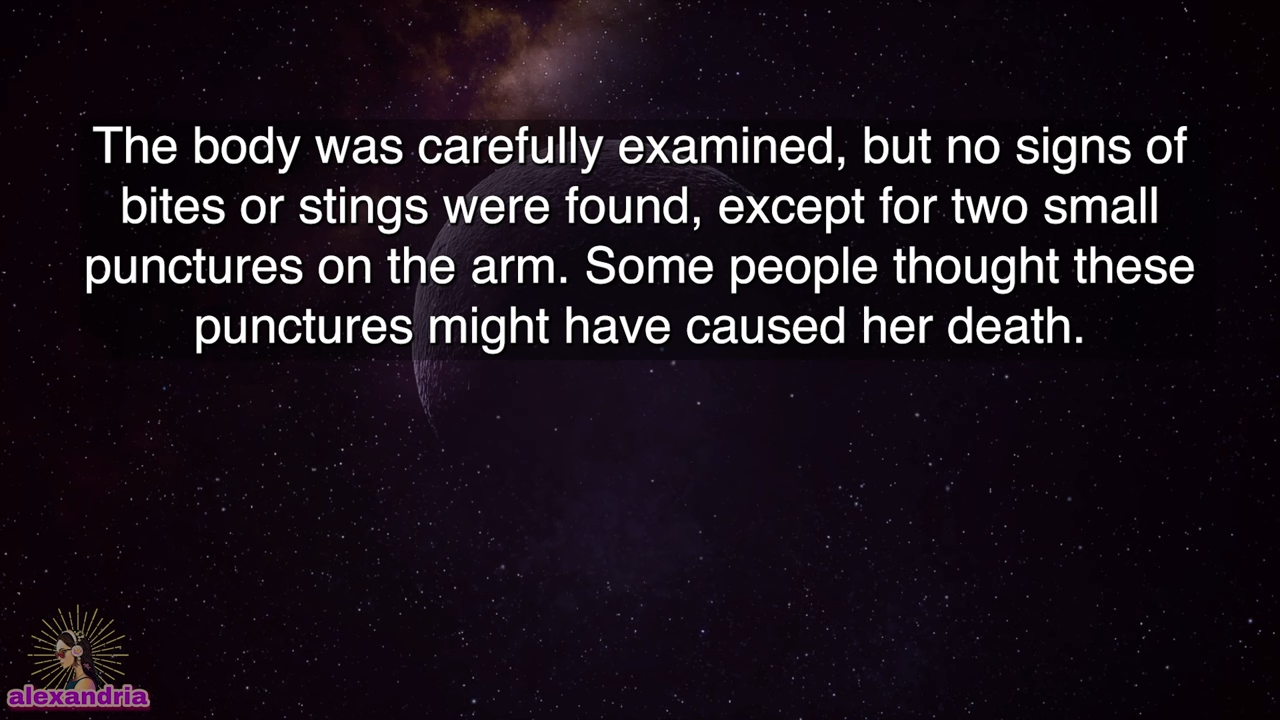 The body was carefully examined, but no signs of
bites or stings were found, except for two small
punctures on the arm. Some people thought these
punctures might have caused her death.
alexandria